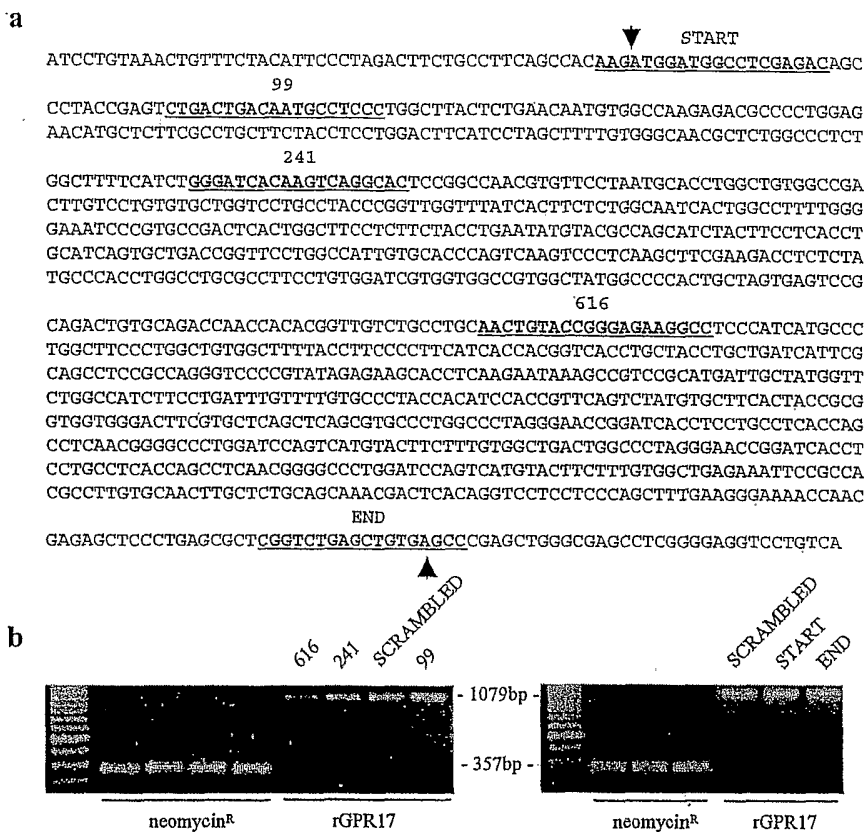 a
START
ATCCTGTAAACTGTTTCTACATTCCCTAGACTTCTGCCTTCAGCCACAAGATGGATGGCCTCGAGACAGC
99
CCTACCGAGTCTGACTGACAATGCCTCCCTGGCTTACTCTGAACAATGTGGCCAAGAGACGCCCCTGGAG
AACATGCTCTTCGCCTGCTTCTACCTCCTGGACTTCATCCTAGCTTTTGTGGGCAACGCTCTGGCCCTCT
241
GGCTTTTCATCTGGGATCACAAGTCAGGCACTCCGGCCAACGTGTTCCTAATGCACCTGGCTGTGGCCGA
CTTGTCCTGTGTGCTGGTCCTGCCTACCCGGTTGGTTTATCACTTCTCTGGCAATCACTGGCCTTTTGGG
GAAATCCCGTGCCGACTCACTGGCTTCCTCTTCTACCTGAATATGTACGCCAGCATCTACTTCCTCACCT
GCATCAGTGCTGACCGGTTCCTGGCCATTGTGCACCCAGTCAAGTCCCTCAAGCTTCGAAGACCTCTCTA
TGCCCACCTGGCCTGCGCCTTCCTGTGGATCGTGGTGGCCGTGGCTATGGCCCCACTGCTAGTGAGTCCG
616
CAGACTGTGCAGACCAACCACACGGTTGTCTGCCTGCAACTGTACCGGGAGAAGGCCTCCCATCATGCCC
TGGCTTCCCTGGCTGTGGCTTTTACCTTCCCCTTCATCACCACGGTCACCTGCTACCTGCTGATCATTCG
CAGCCTCCGCCAGGGTCCCCGTATAGAGAAGCACCTCAAGAATAAAGCCGTCCGCATGATTGCTATGGTT
CTGGCCATCTTCCTGATTTGTTTTGTGCCCTACCACATCCACCGTTCAGTCTATGTGCTTCACTACCGCG
GTGGTGGGACTTCGTGCTCAGCTCAGCGTGCCCTGGCCCTAGGGAACCGGATCACCTCCTGCCTCACCAG
CCTCAACGGGGCCCTGGATCCAGTCATGTACTTCTTTGTGGCTGACTGGCCCTAGGGAACCGGATCACCT
CCTGCCTCACCAGCCTCAACGGGGCCCTGGATCCAGTCATGTACTTCTTTGTGGCTGAGAAATTCCGCCA
CGCCTTGTGCAACTTGCTCTGCAGCAAACGACTCACAGGTCCTCCTCCCAGCTTTGAAGGGAAAACCAAC
END
GAGAGCTCCCTGAGCGCTCGGTCTGAGCTGTGAGCCCGAGCTGGGCGAGCCTCGGGGAGGTCCTGTCA
b
616 241 SCRAMBLED 99
SCRAMBLED START END
- 1079bp -
- 357bp -
neomycinᴿ rGPR17 neomycinᴿ rGPR17